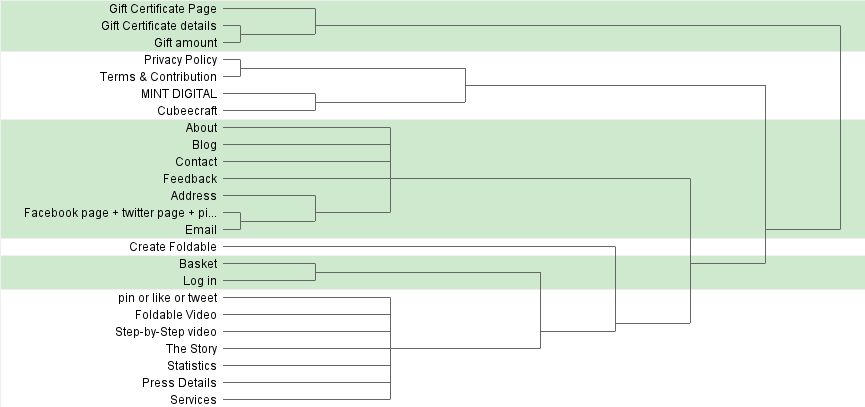 Gift Certificate Page
Gift Certificate details
Gift amount
Privacy Policy
Terms & Contribution
MINT DIGITAL
Cubeecraft
About
Blog
Contact
Feedback
Address
Facebook page + twitter page + pi...
Email
Create Foldable
Basket
Log in
pin or like or tweet
Foldable Video
Step-by-Step video
The Story
Statistics
Press Details
Services